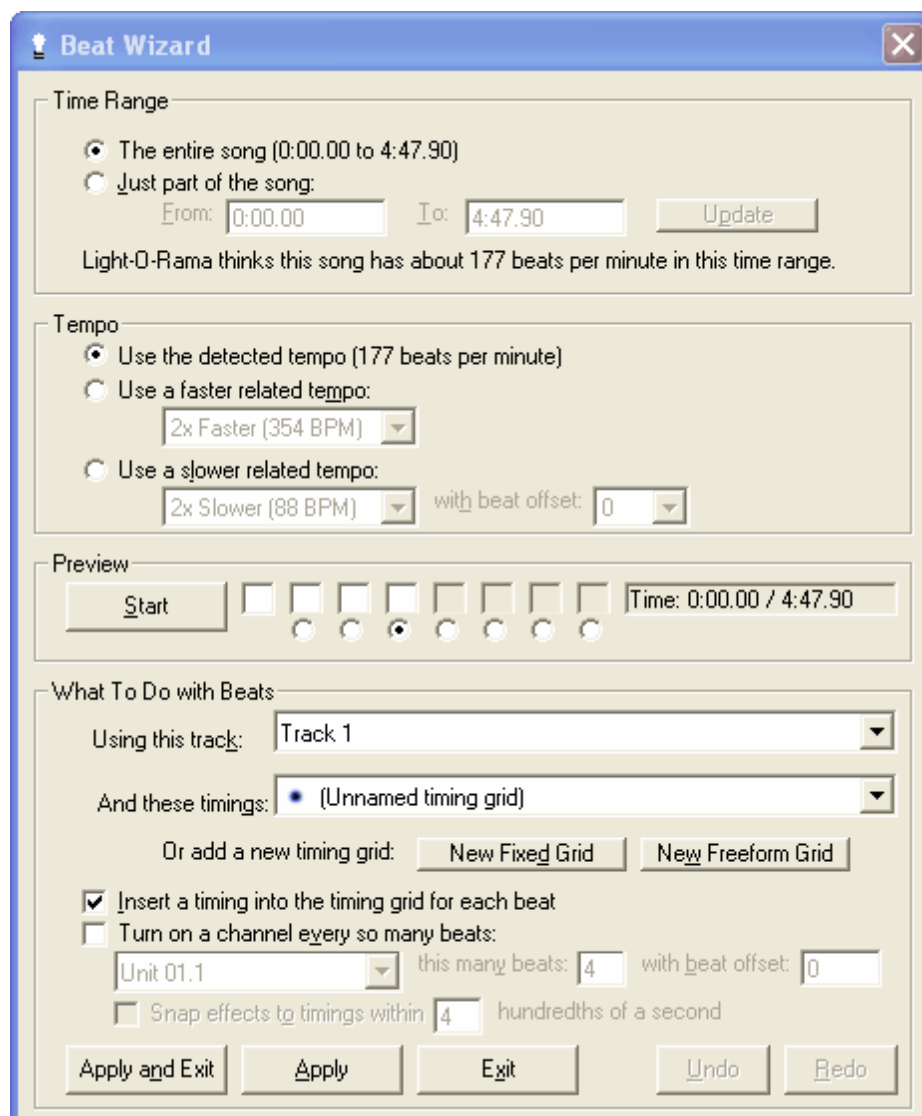 Beat Wizard
Time Range
The entire song (0:00.00 to 4:47.90)
Just part of the song:
From: 0:00.00 To: 4:47.90 Update
Light-O-Rama thinks this song has about 177 beats per minute in this time range.
Tempo
Use the detected tempo (177 beats per minute)
Use a faster related tempo:
2x Faster (354 BPM)
Use a slower related tempo:
2x Slower (88 BPM) with beat offset: 0
Preview
Start Time: 0:00.00 / 4:47.90
What To Do with Beats
Using this track: Track 1
And these timings: (Unnamed timing grid)
Or add a new timing grid: New Fixed Grid New Freeform Grid
Insert a timing into the timing grid for each beat
Turn on a channel every so many beats:
Unit 01.1 this many beats: 4 with beat offset: 0
Snap effects to timings within 4 hundredths of a second
Apply and Exit Apply Exit Undo Redo